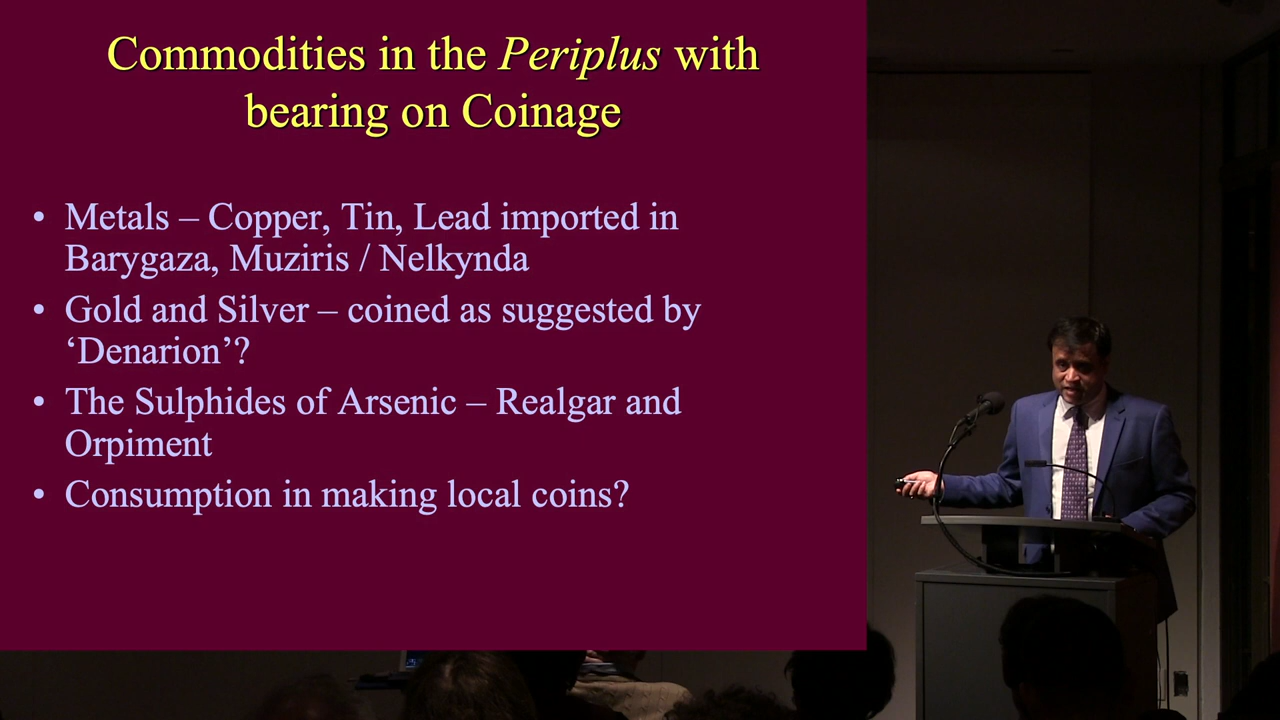 Commodities in the Periplus with
bearing on Coinage
• Metals – Copper, Tin, Lead imported in
Barygaza, Muziris / Nelkynda
• Gold and Silver – coined as suggested by
‘Denarion’?
• The Sulphides of Arsenic – Realgar and
Orpiment
• Consumption in making local coins?